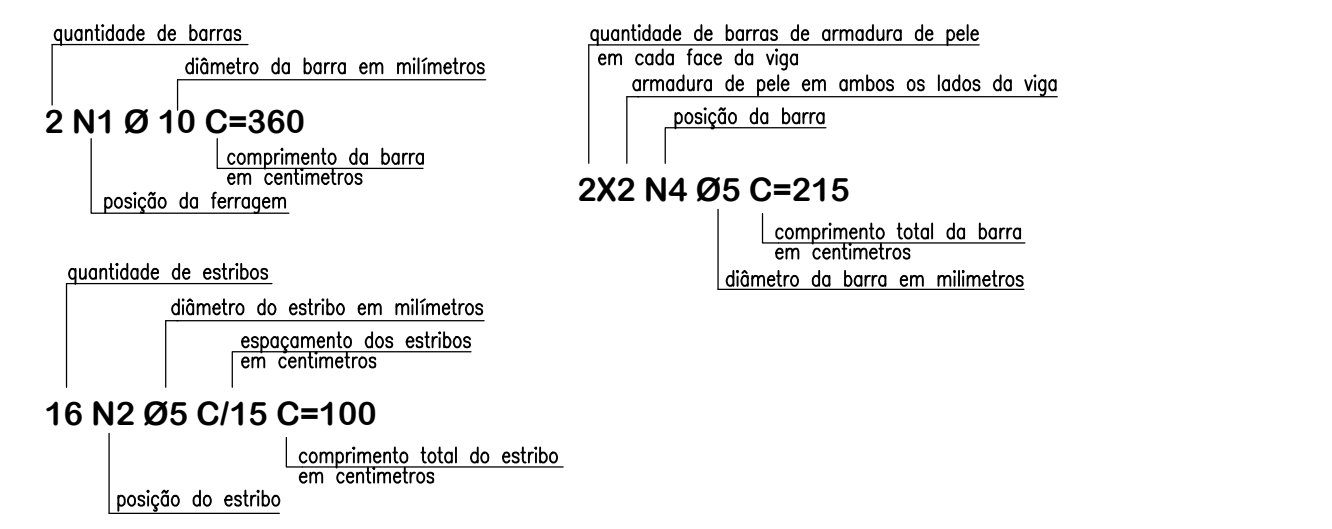 quantidade de barras
diâmetro da barra em milímetros
2 N1 Ø 10 C=360
comprimento da barra
em centimetros
posição da ferragem
quantidade de estribos
diâmetro do estribo em milímetros
espaçamento dos estribos
em centimetros
16 N2 Ø5 C/15 C=100
comprimento total do estribo
em centimetros
posição do estribo
quantidade de barras de armadura de pele
em cada face da viga
armadura de pele em ambos os lados da viga
posição da barra
2X2 N4 Ø5 C=215
comprimento total da barra
em centimetros
diâmetro da barra em milimetros